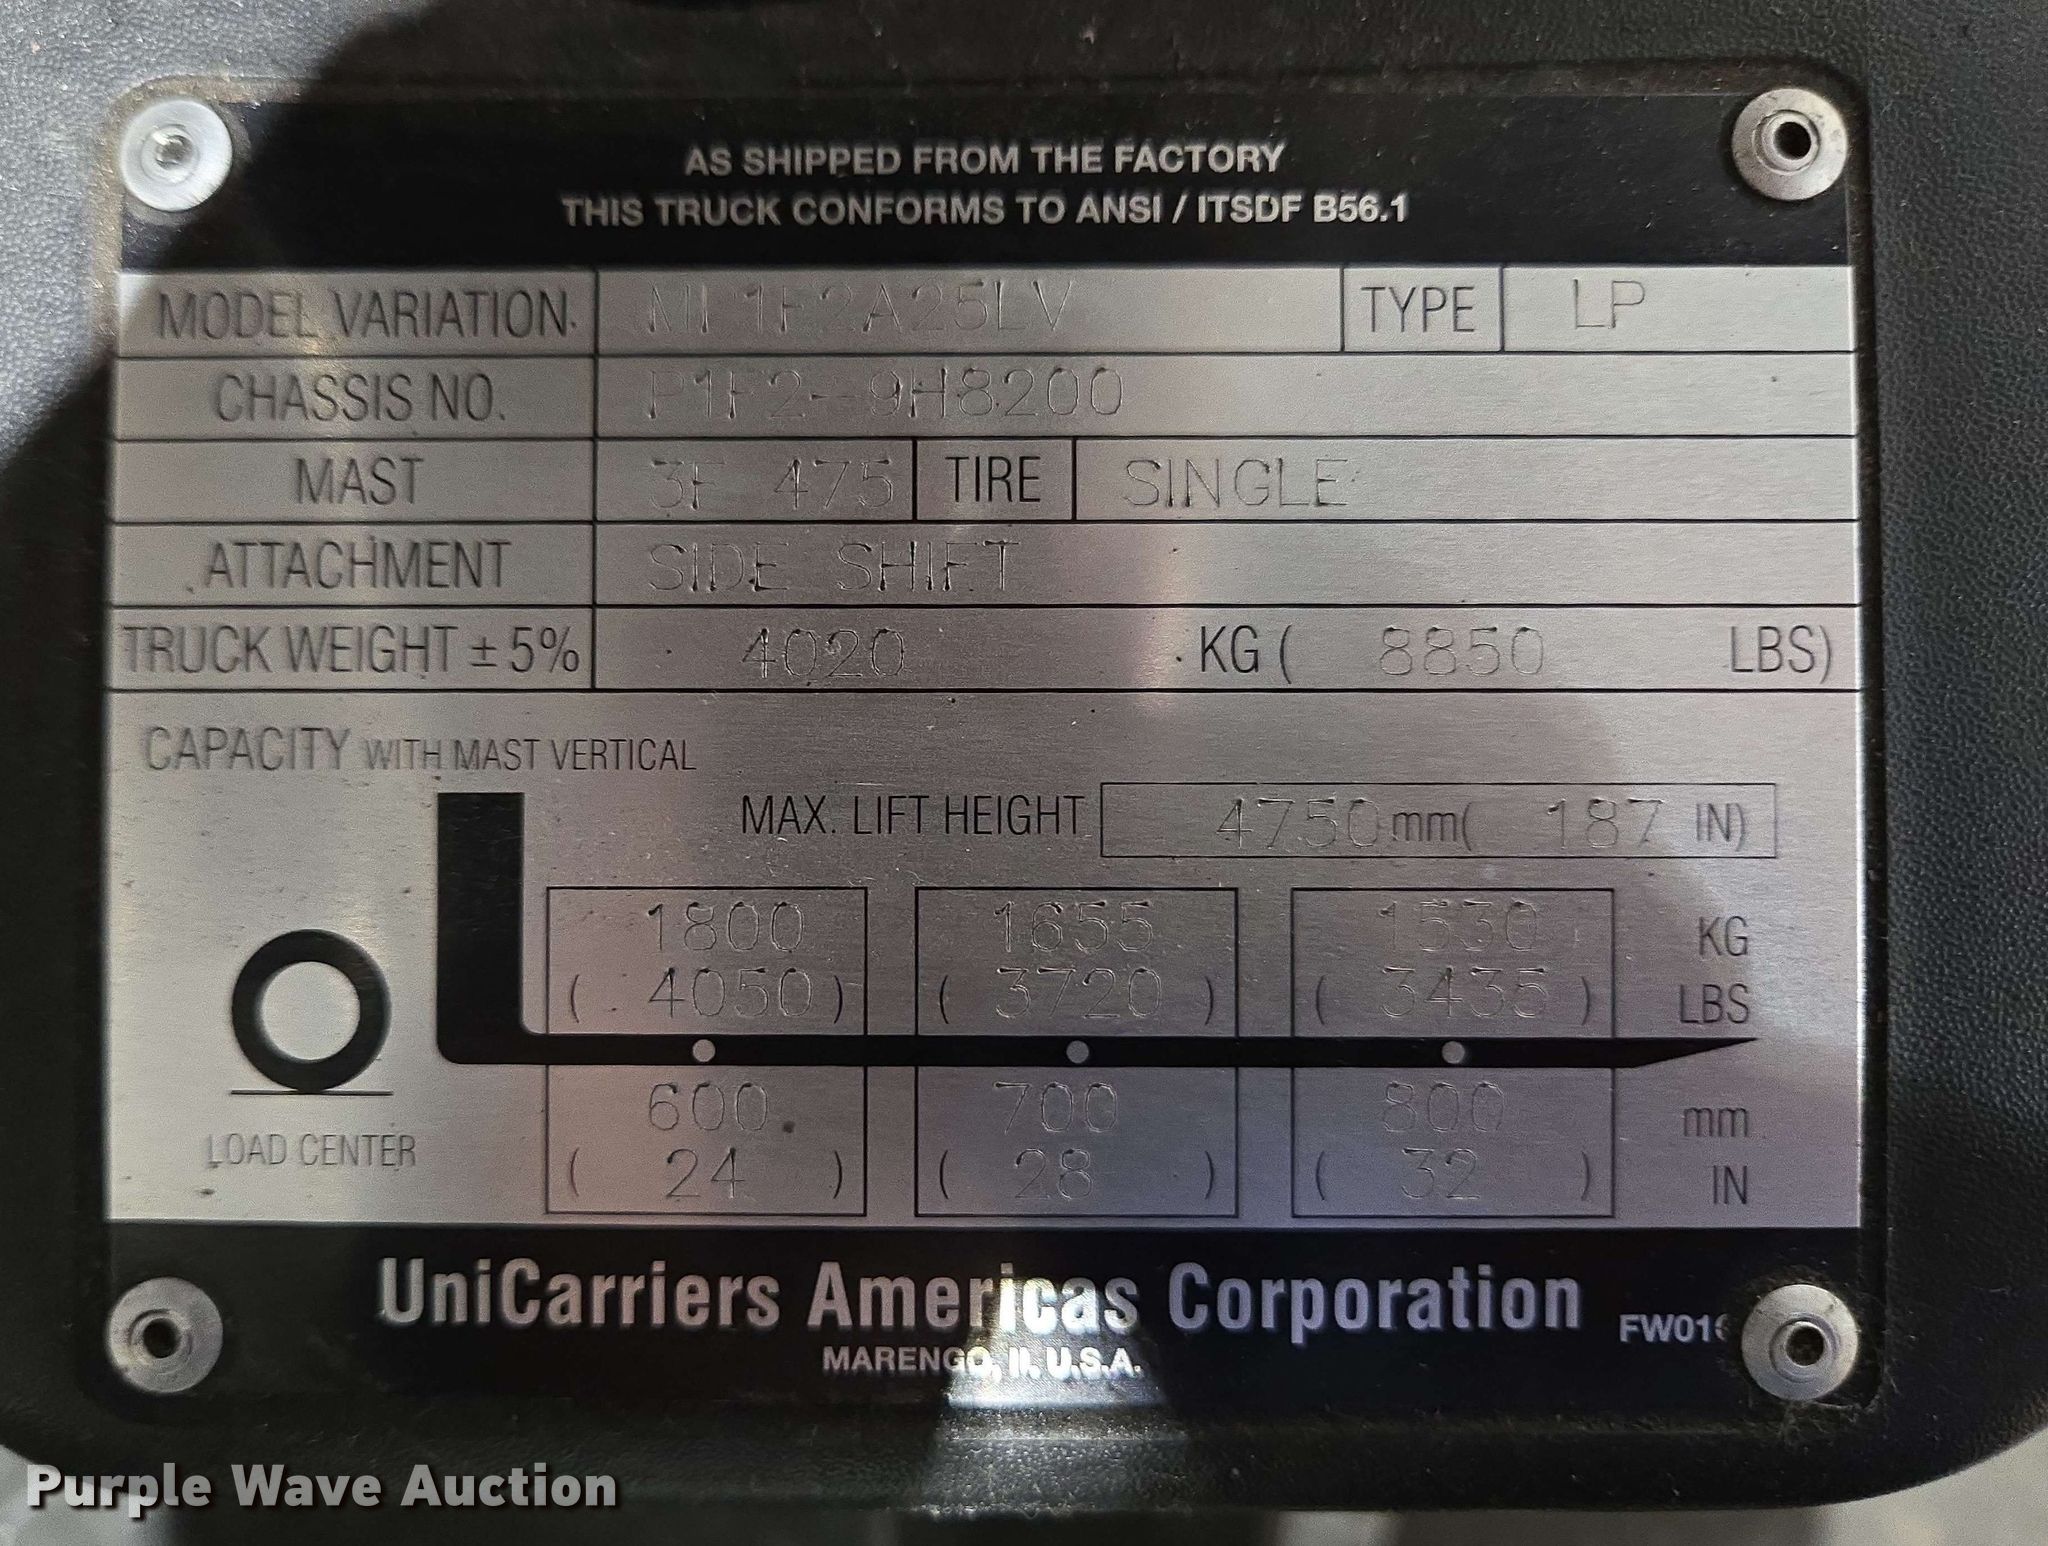 AS SHIPPED FROM THE FACTORY
THIS TRUCK CONFORMS TO ANSI / ITSDF B56.1
MODEL VARIATION MP1F2A25LV TYPE LP
CHASSIS NO. P1F2-9H8200
MAST 3F 475 TIRE SINGLE
ATTACHMENT SIDE SHIFT
TRUCK WEIGHT ± 5% 4020 KG ( 8850 LBS)
CAPACITY WITH MAST VERTICAL
MAX. LIFT HEIGHT 4750 mm ( 187 IN)
1800 1655 1530 KG
( 4050 ) ( 3720 ) ( 3435 ) LBS
600 700 800 mm
LOAD CENTER ( 24 ) ( 28 ) ( 32 ) IN
UniCarriers Americas Corporation
MARENGO, Il. U.S.A.
Purple Wave Auction